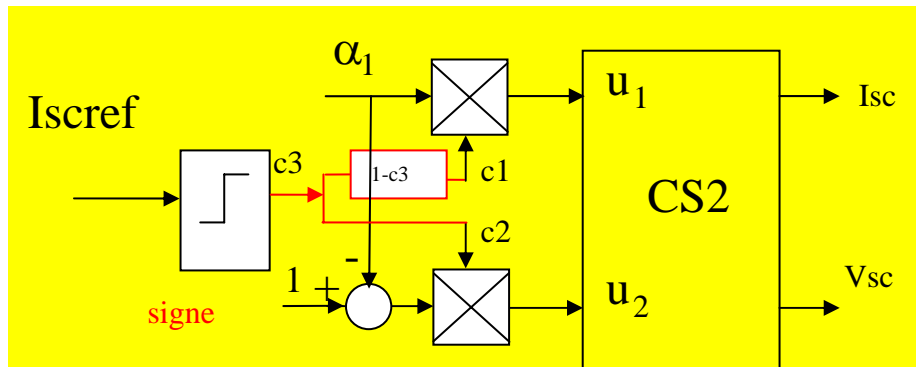 α1
Iscref
u1
Isc
c3
1-c3
c1
CS2
c2
-
1
+
signe
u2
Vsc